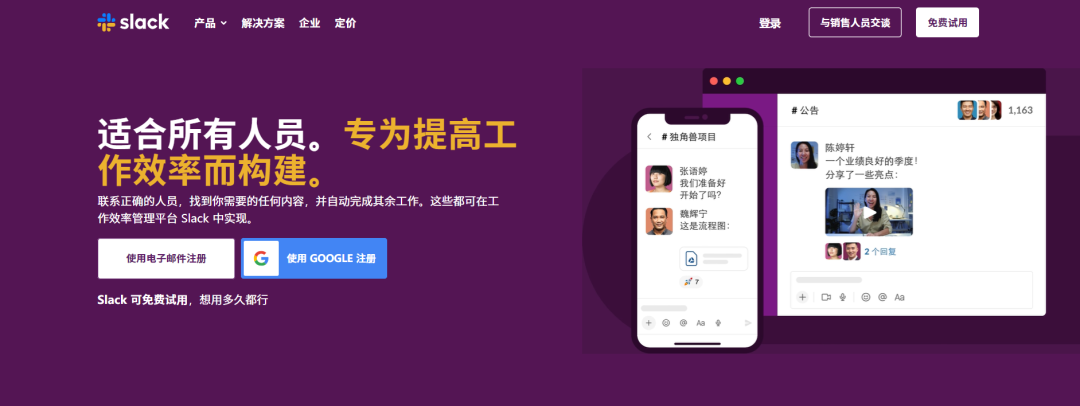 slack
产品
解决方案
企业
定价
登录
与销售人员交谈
免费试用
适合所有人员。专为提高工
作效率而构建。
联系正确的人员，找到你需要的任何内容，并自动完成其余工作。这些都可在工
作效率管理平台 Slack 中实现。
使用电子邮件注册
使用 GOOGLE 注册
Slack 可免费试用，想用多久都行
# 独角兽项目
张语婷
我们准备好
开始了吗?
魏辉宁
这是流程图：
7
Aa
# 公告
1,163
陈婷轩
一个业绩良好的季度！
分享了一些亮点：
2 个回复
Aa